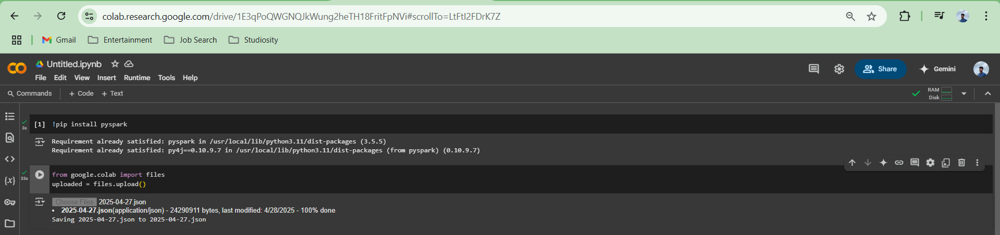 colab.research.google.com/drive/1E3qPoQWGNQJkWung2heTH18FritFpNVi#scrollTo=LtFtI2FDrK7Z
Gmail Entertainment Job Search Studiosity
CO Untitled.ipynb
File Edit View Insert Runtime Tools Help
Share Gemini
Commands + Code + Text
RAM
Disk
[1] !pip install pyspark
3s
Requirement already satisfied: pyspark in /usr/local/lib/python3.11/dist-packages (3.5.5)
Requirement already satisfied: py4j==0.10.9.7 in /usr/local/lib/python3.11/dist-packages (from pyspark) (0.10.9.7)
from google.colab import files
33s
uploaded = files.upload()
Choose Files 2025-04-27.json
• 2025-04-27.json(application/json) - 24290911 bytes, last modified: 4/28/2025 - 100% done
Saving 2025-04-27.json to 2025-04-27.json